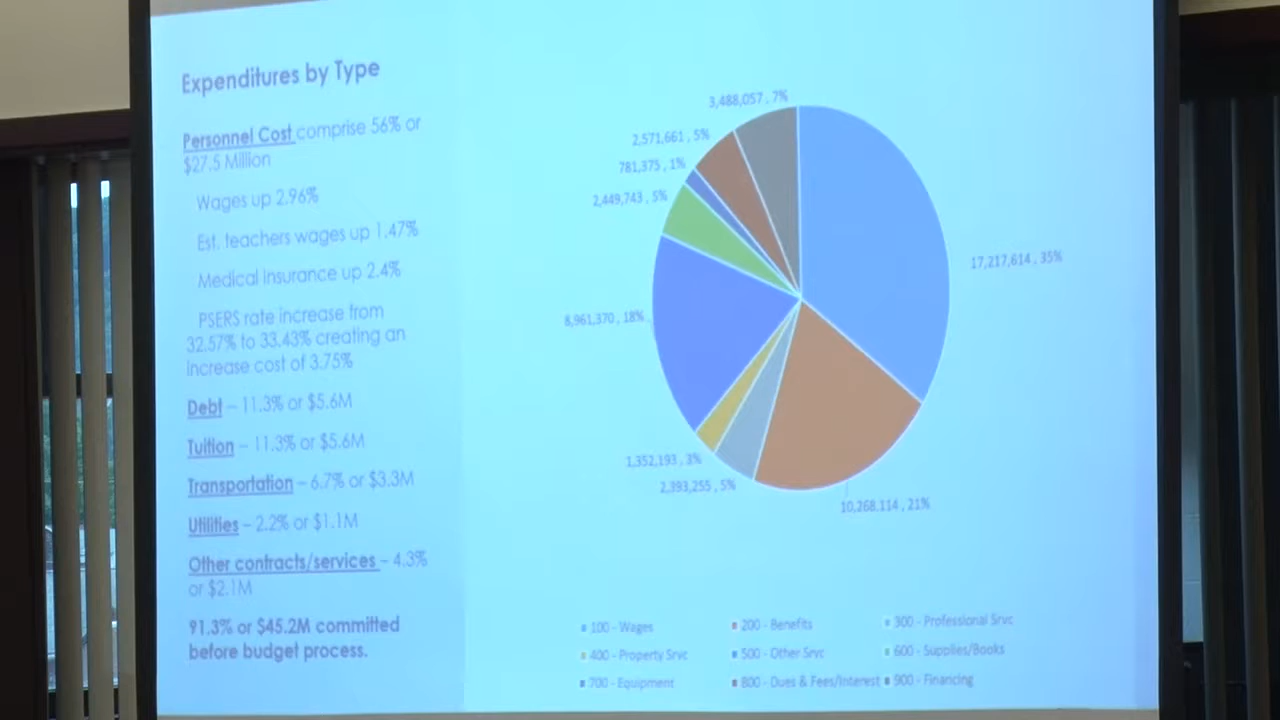 Expenditures by Type
Personnel Cost comprise 56% or
$27.5 Million
Wages up 2.96%
Est. teachers wages up 1.47%
Medical Insurance up 2.4%
PSERS rate increase from
32.57% to 33.43% creating an
increase cost of 3.75%
Debt – 11.3% or $5.6M
Tuition – 11.3% or $5.6M
Transportation – 6.7% or $3.3M
Utilities – 2.2% or $1.1M
Other contracts/services – 4.3%
or $2.1M
91.3% or $45.2M committed
before budget process.
3,488,057 , 7%
2,571,661 , 5%
781,375 , 1%
2,449,743 , 5%
17,217,614 , 35%
8,961,370 , 18%
1,352,193 , 3%
2,393,255 , 5%
10,268,114 , 21%
100 - Wages
200 - Benefits
300 - Professional Srvc
400 - Property Srvc
500 - Other Srvc
600 - Supplies/Books
700 - Equipment
800 - Dues & Fees/Interest
900 - Financing